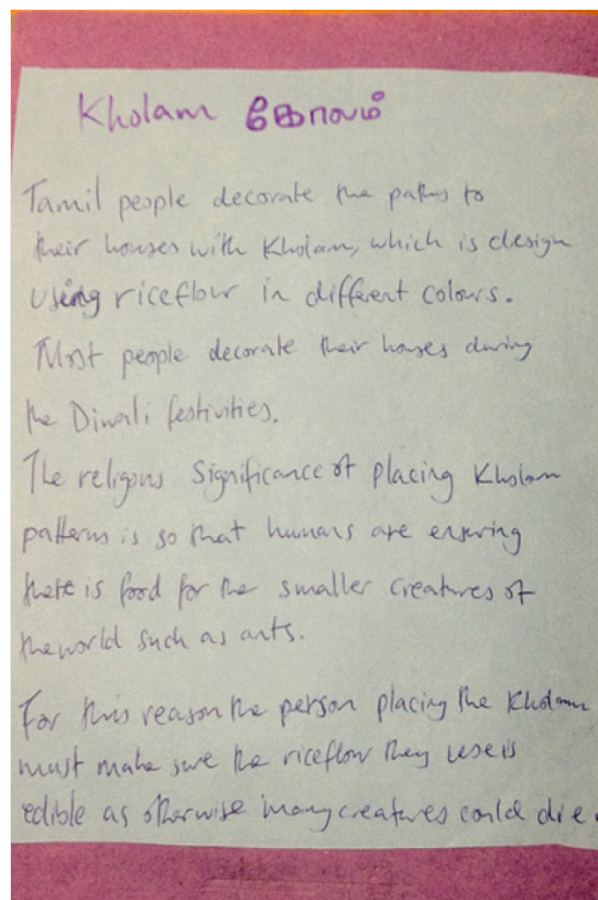 Kholam கோலம்
Tamil people decorate the paths to
their houses with Kholam, which is design
using riceflour in different colours.
Most people decorate their houses during
the Diwali festivities.
The religous Significance of placing Kholam
patterns is so that humans are ensuring
there is food for the smaller creatures of
the world such as ants.
For this reason the person placing the Kholam
must make sure the riceflow they use is
edible as otherwise many creatures could die.